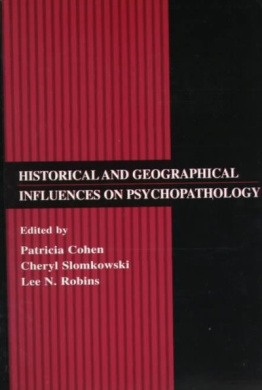 HISTORICAL AND GEOGRAPHICAL
INFLUENCES ON PSYCHOPATHOLOGY
Edited by
Patricia Cohen
Cheryl Slomkowski
Lee N. Robins